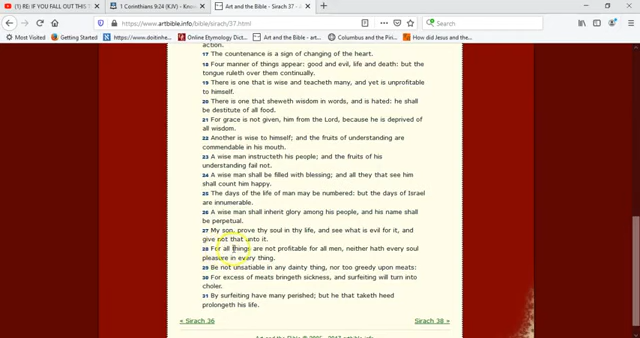 (1) RE: IF YOU FALL OUT THIS T
1 Corinthians 9:24 (KJV) - Know
Art and the Bible - Sirach 37
https://www.artbible.info/bible/sirach/37.html
Search
https://www.doitinhe...
Online Etymology Dict...
Art and the Bible - art...
Columbus and the Piri...
How did Jesus and the...
action.
17 The countenance is a sign of changing of the heart.
18 Four manner of things appear: good and evil, life and death: but the
tongue ruleth over them continually.
19 There is one that is wise and teacheth many, and yet is unprofitable
to himself.
20 There is one that sheweth wisdom in words, and is hated: he shall
be destitute of all food.
21 For grace is not given, him from the Lord, because he is deprived of
all wisdom.
22 Another is wise to himself; and the fruits of understanding are
commendable in his mouth.
23 A wise man instructeth his people; and the fruits of his
understanding fail not.
24 A wise man shall be filled with blessing; and all they that see him
shall count him happy.
25 The days of the life of man may be numbered: but the days of Israel
are innumerable.
26 A wise man shall inherit glory among his people, and his name shall
be perpetual.
27 My son, prove thy soul in thy life, and see what is evil for it, and
give not that unto it.
28 For all things are not profitable for all men, neither hath every soul
pleasure in every thing.
29 Be not unsatiable in any dainty thing, nor too greedy upon meats:
30 For excess of meats bringeth sickness, and surfeiting will turn into
choler.
31 By surfeiting have many perished; but he that taketh heed
prolongeth his life.
« Sirach 36
Sirach 38 »